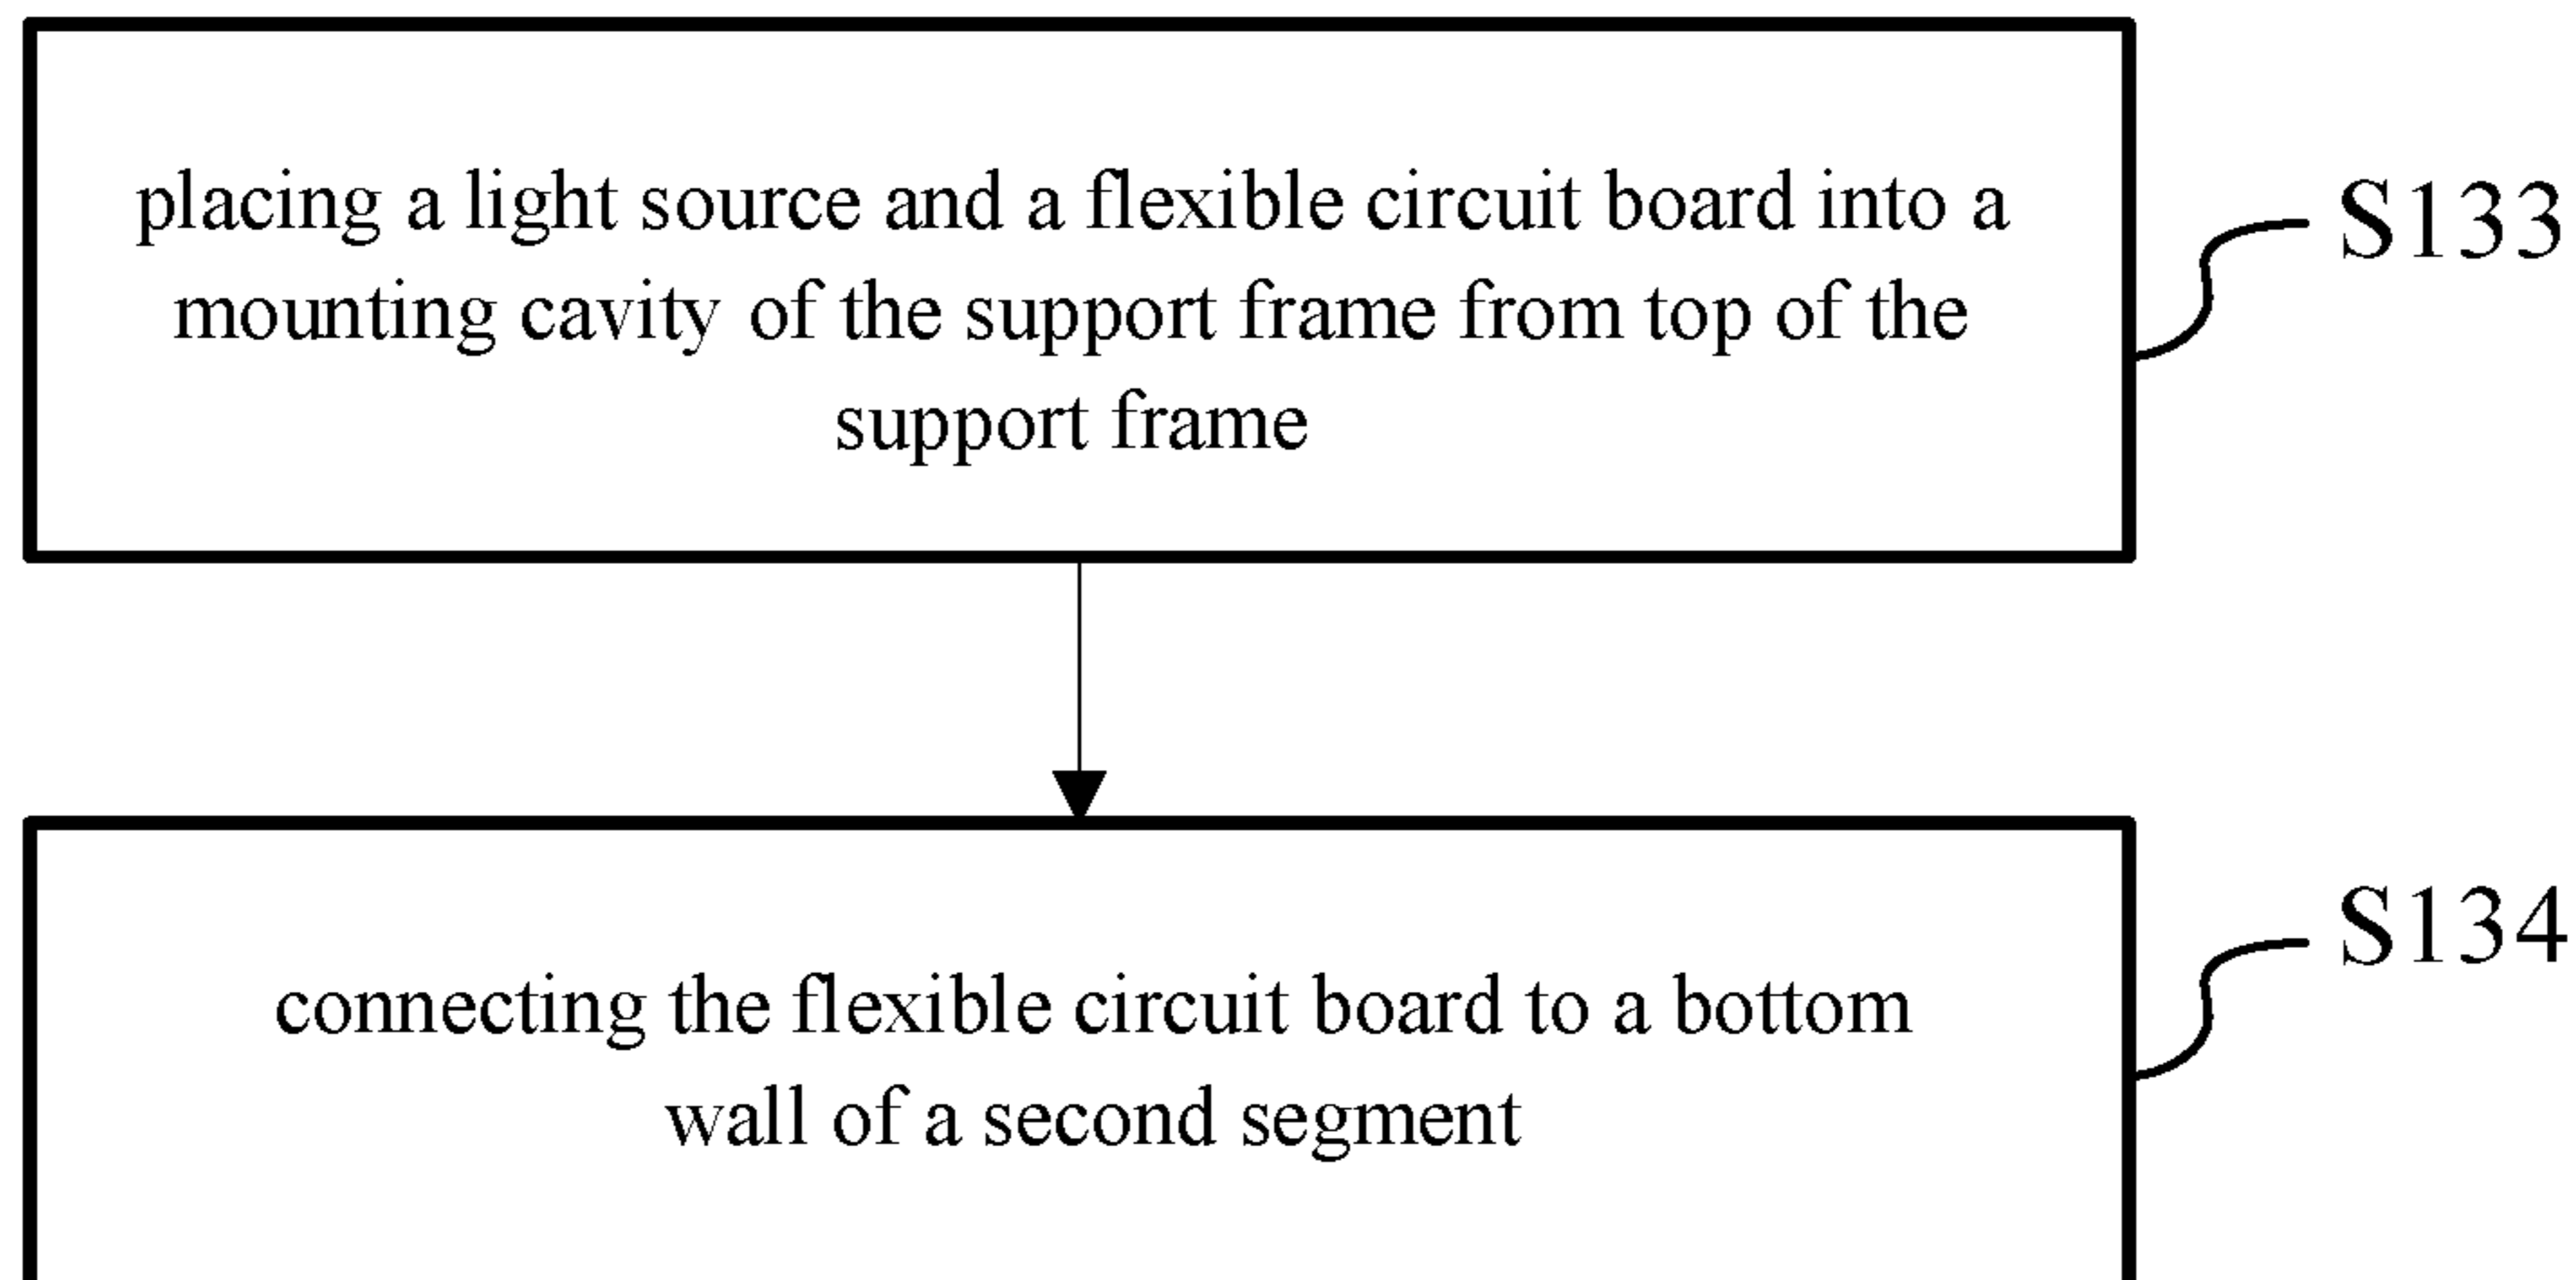 placing a light source and a flexible circuit board into a
mounting cavity of the support frame from top of the
support frame
S133
connecting the flexible circuit board to a bottom
wall of a second segment
S134